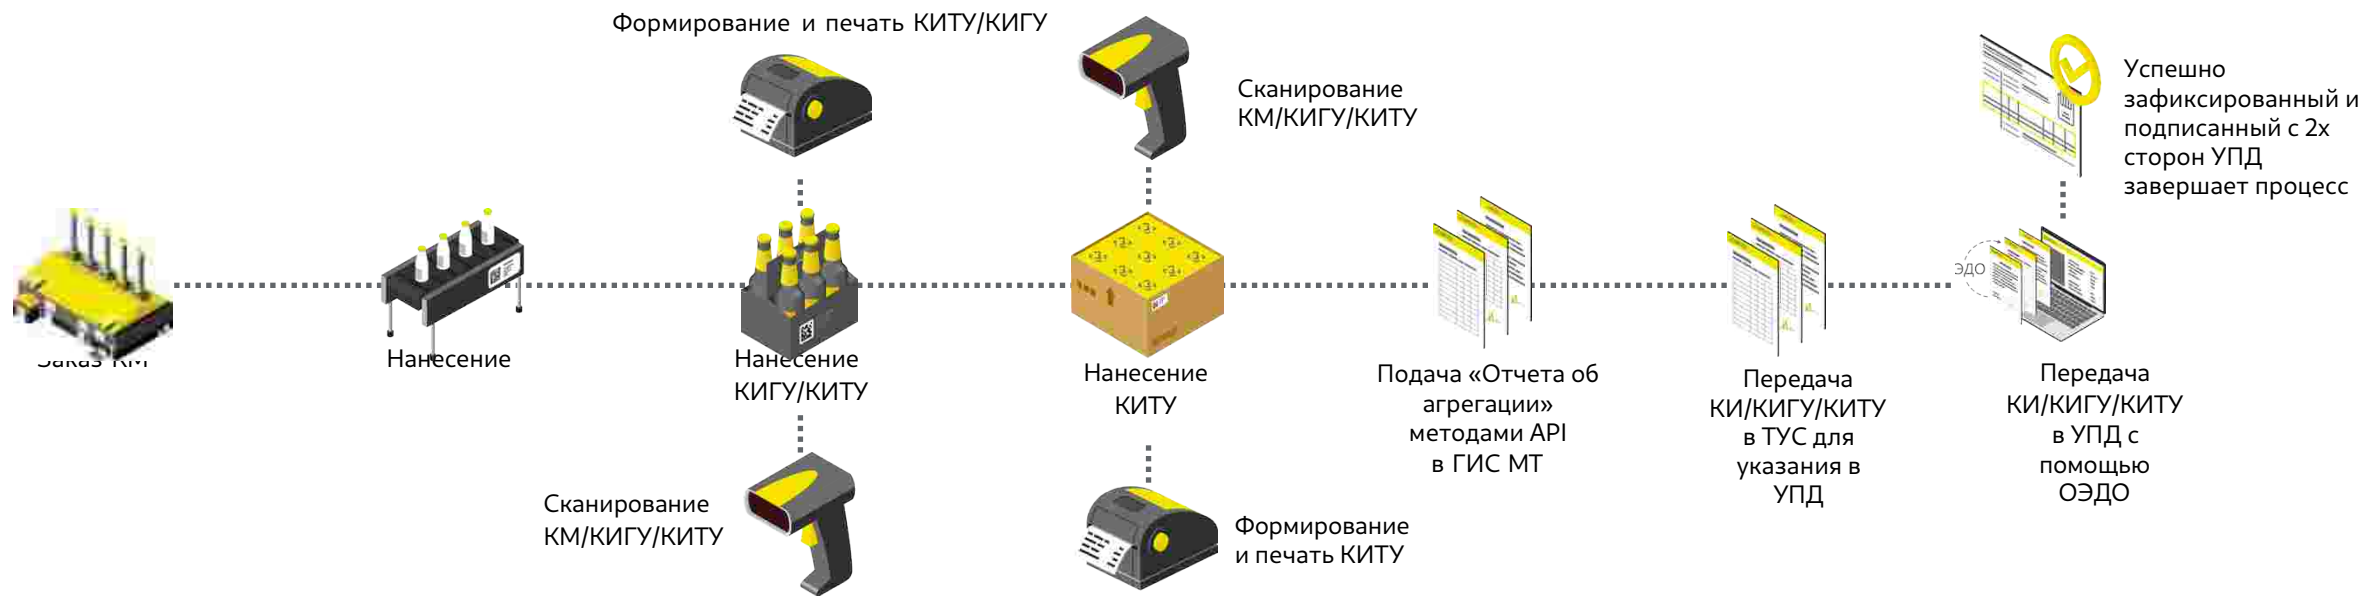 Формирование и печать КИТУ/КИГУ
Сканирование
КМ/КИГУ/КИТУ
Успешно
зафиксированный и
подписанный с 2х
сторон УПД
завершает процесс
ЭДО
Заказ КМ
Нанесение
Нанесение
КИГУ/КИТУ
Нанесение
КИТУ
Подача «Отчета об
агрегации»
методами API
в ГИС МТ
Передача
КИ/КИГУ/КИТУ
в ТУС для
указания в
УПД
Передача
КИ/КИГУ/КИТУ
в УПД с
помощью
ОЭДО
Сканирование
КМ/КИГУ/КИТУ
Формирование
и печать КИТУ